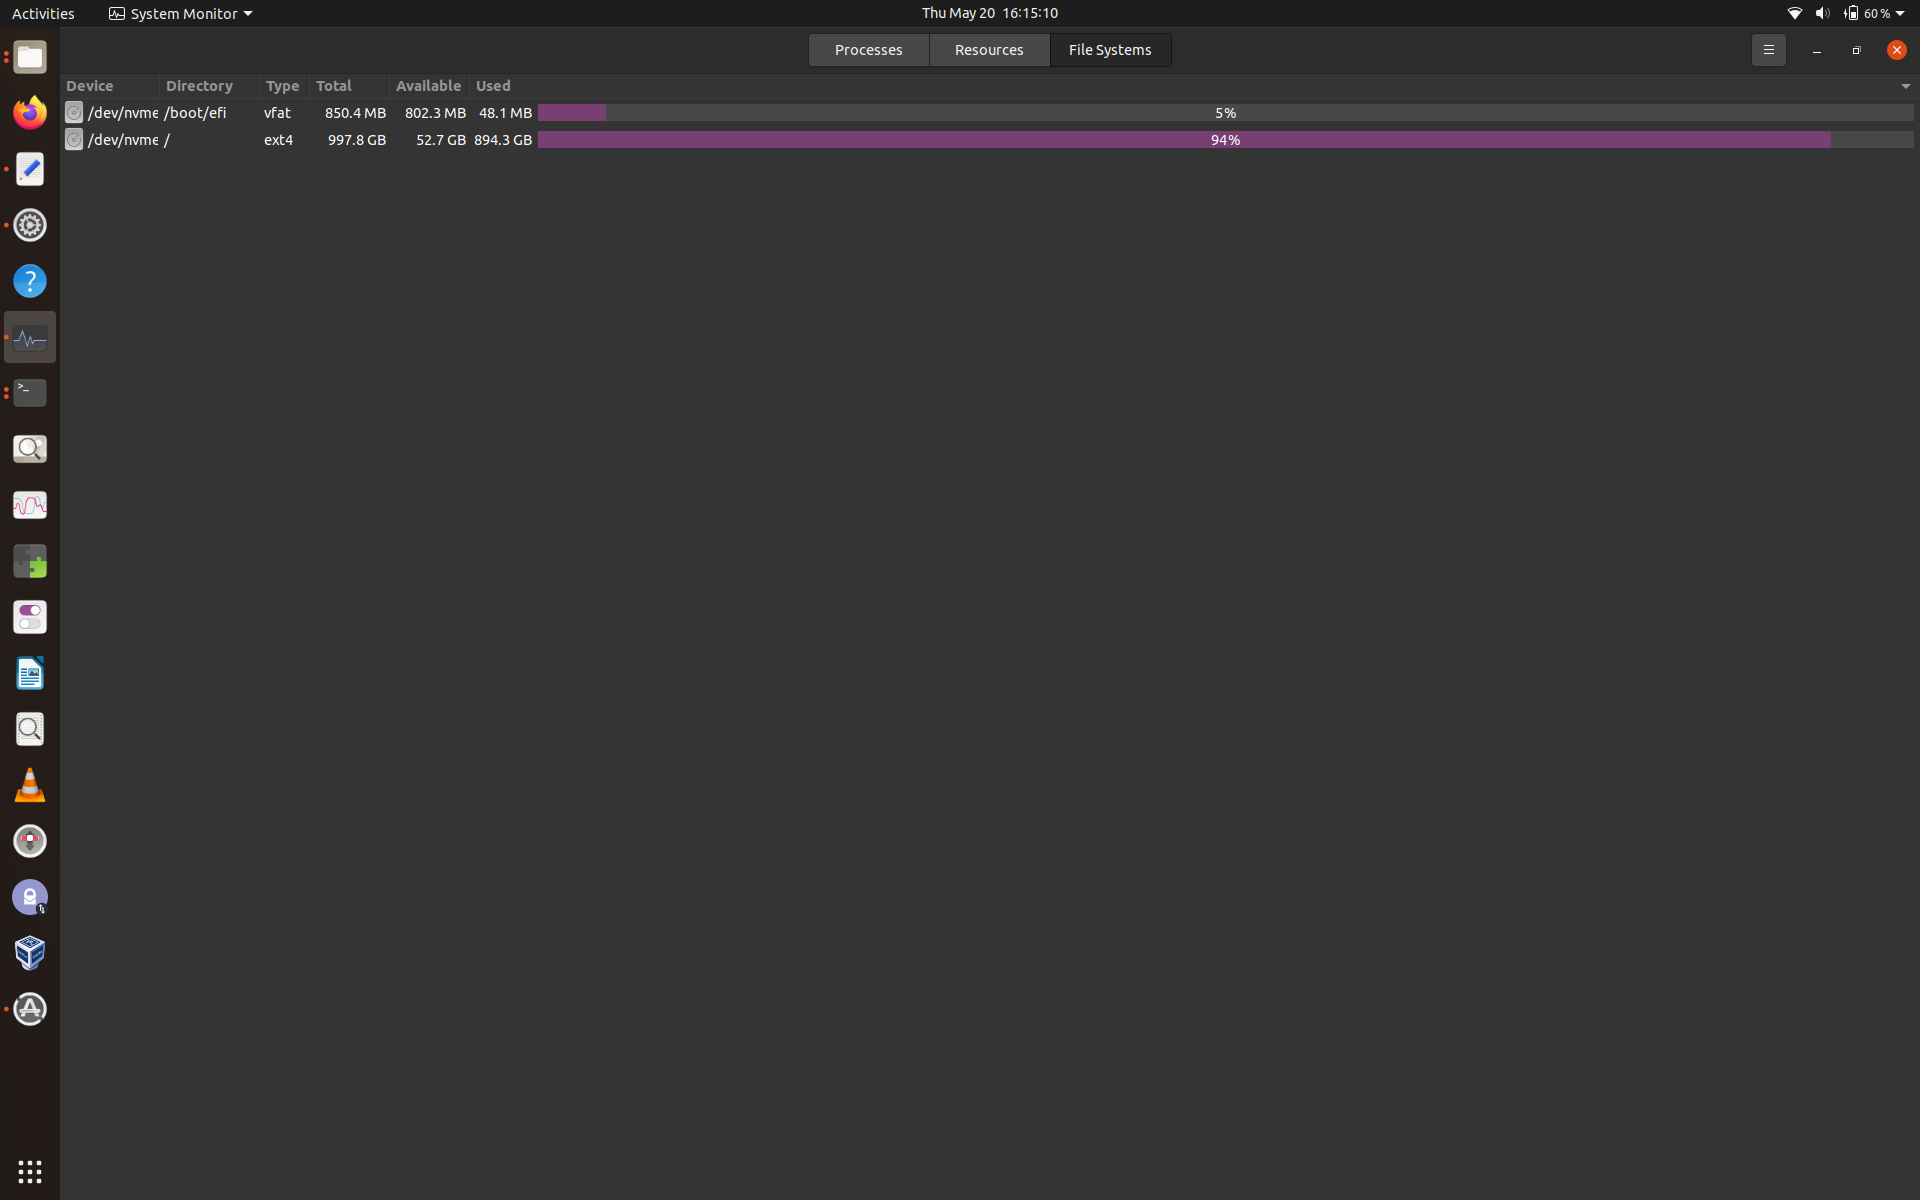 Activities System Monitor Thu May 20 16:15:10 60 %
Processes Resources File Systems
Device Directory Type Total Available Used
/dev/nvme /boot/efi vfat 850.4 MB 802.3 MB 48.1 MB 5%
/dev/nvme / ext4 997.8 GB 52.7 GB 894.3 GB 94%